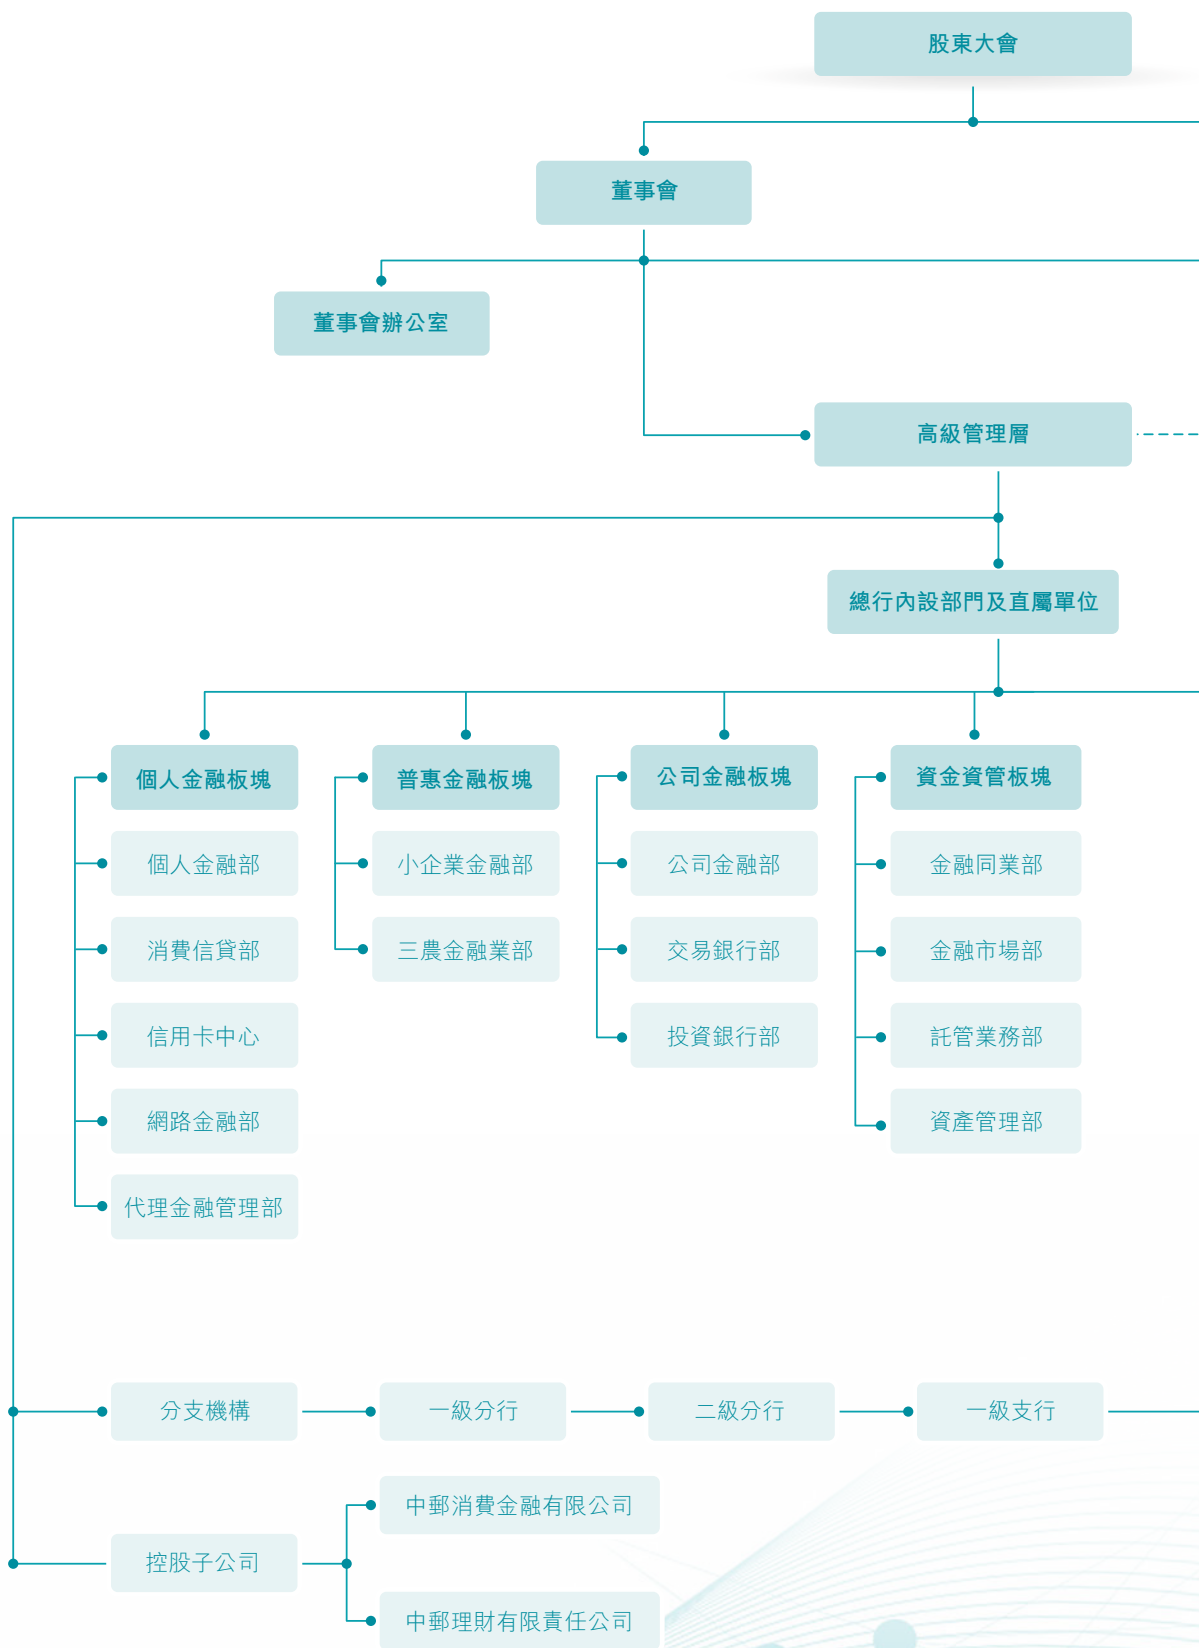 股東大會
董事會
董事會辦公室
高級管理層
總行內設部門及直屬單位
個人金融板塊
個人金融部
消費信貸部
信用卡中心
網路金融部
代理金融管理部
普惠金融板塊
小企業金融部
三農金融業部
公司金融板塊
公司金融部
交易銀行部
投資銀行部
資金資管板塊
金融同業部
金融市場部
託管業務部
資產管理部
分支機構
一級分行
二級分行
一級支行
控股子公司
中郵消費金融有限公司
中郵理財有限責任公司